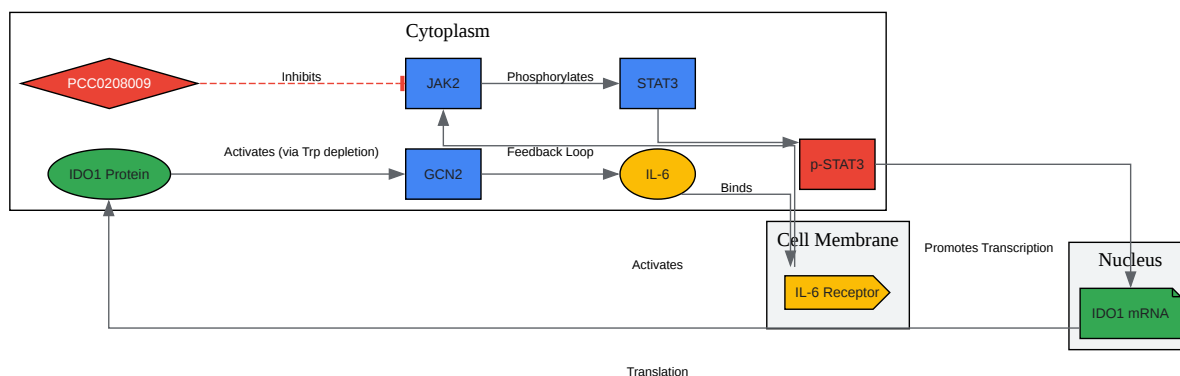 Cytoplasm
PCC0208009
Inhibits
JAK2
Phosphorylates
STAT3
IDO1 Protein
Activates (via Trp depletion)
GCN2
Feedback Loop
IL-6
p-STAT3
Binds
Cell Membrane
Promotes Transcription
Nucleus
Activates
IL-6 Receptor
IDO1 mRNA
Translation